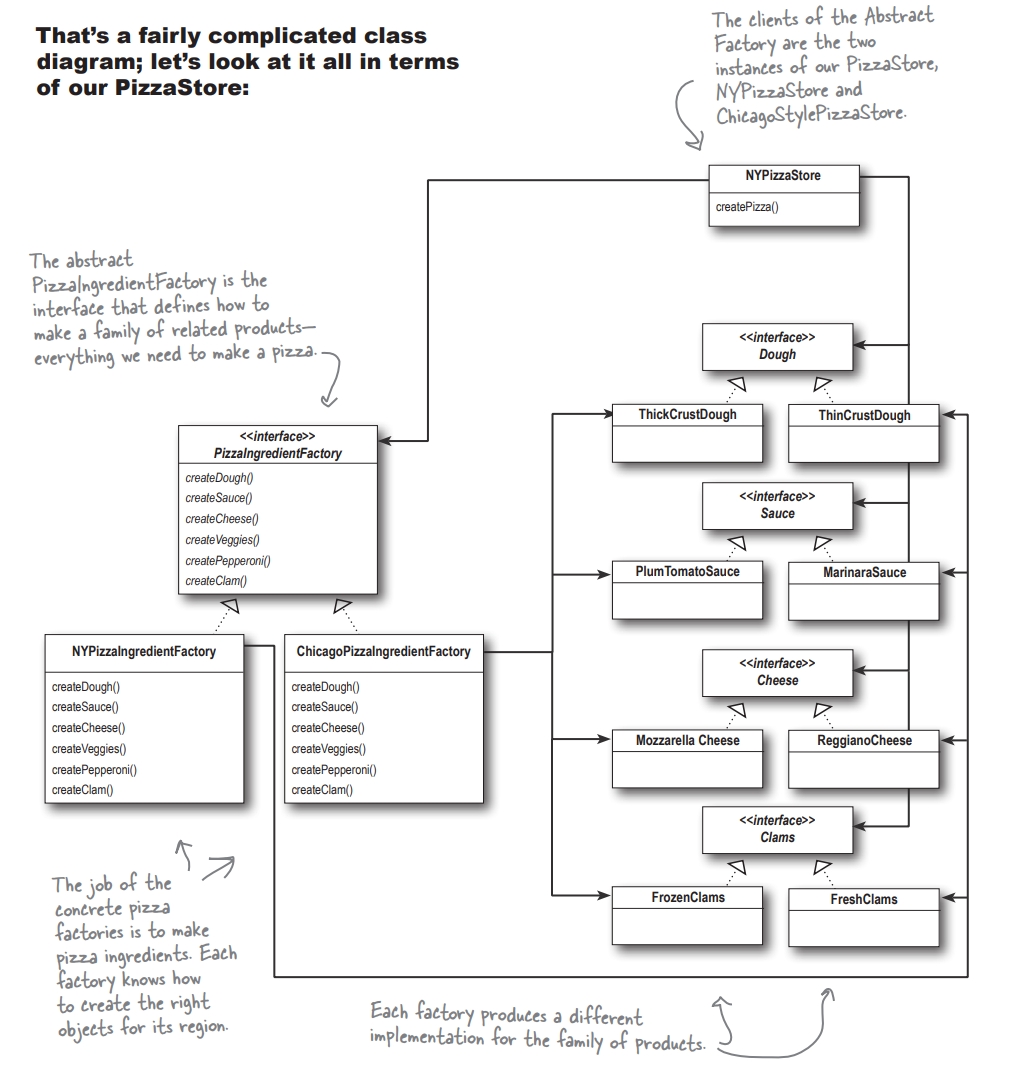 That's a fairly complicated class
diagram; let's look at it all in terms
of our PizzaStore:
The clients of the Abstract
Factory are the two
instances of our PizzaStore,
NYPizzaStore and
ChicagoStylePizzaStore.
NYPizzaStore
createPizza()
The abstract
PizzaIngredientFactory is the
interface that defines how to
make a family of related products—
everything we need to make a pizza.
<<interface>>
PizzaIngredientFactory
createDough()
createSauce()
createCheese()
createVeggies()
createPepperoni()
createClam()
NYPizzaIngredientFactory
createDough()
createSauce()
createCheese()
createVeggies()
createPepperoni()
createClam()
ChicagoPizzaIngredientFactory
createDough()
createSauce()
createCheese()
createVeggies()
createPepperoni()
createClam()
<<interface>>
Dough
ThickCrustDough
ThinCrustDough
<<interface>>
Sauce
PlumTomatoSauce
MarinaraSauce
<<interface>>
Cheese
Mozzarella Cheese
ReggianoCheese
<<interface>>
Clams
FrozenClams
FreshClams
The job of the
concrete pizza
factories is to make
pizza ingredients. Each
factory knows how
to create the right
objects for its region.
Each factory produces a different
implementation for the family of products.